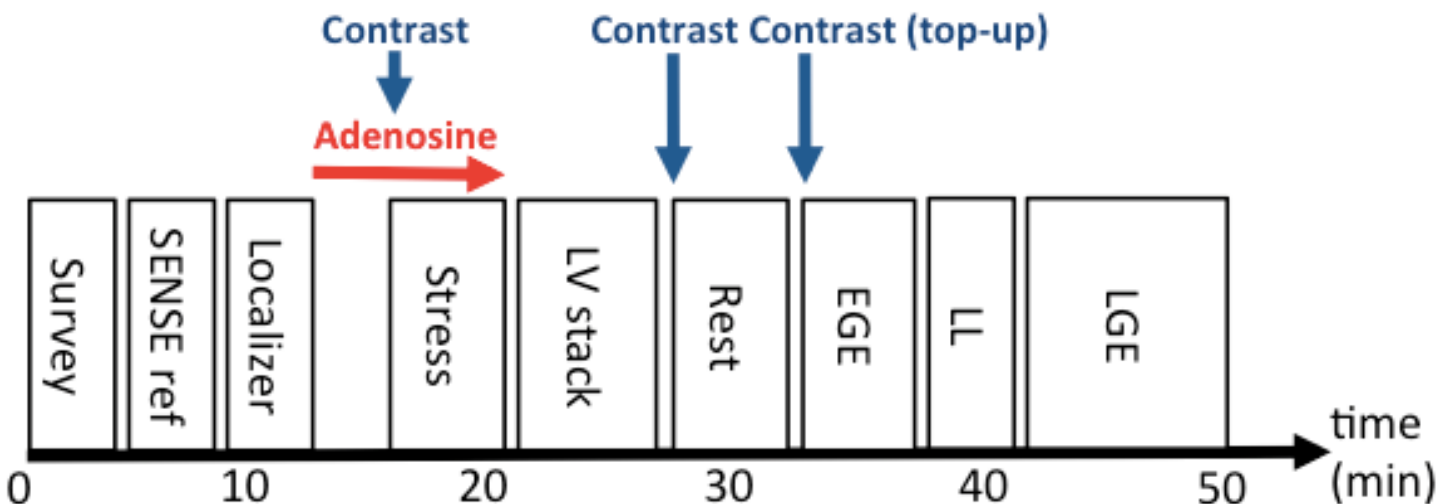 Contrast
Contrast Contrast (top-up)
Adenosine
Survey
SENSE ref
Localizer
Stress
LV stack
Rest
EGE
LL
LGE
time
(min)
0
10
20
30
40
50